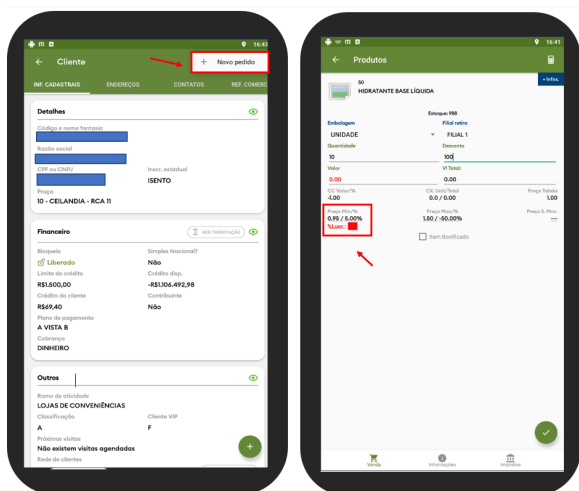 16:43
← Cliente
+ Novo pedido
INF. CADASTRAIS ENDEREÇOS CONTATOS REF. COMERC
Detalhes
Código e nome fantasia
Razão social
CPF ou CNPJ Inscr. estadual
ISENTO
Praça
10 - CEILANDIA - RCA 11
Financeiro
VER TRIBUTAÇÃO
Bloqueio Simples Nacional?
Liberado Não
Limite de crédito Crédito disp.
R$1.500,00 -R$1.106.492,98
Crédito do cliente Contribuinte
R$69,40 Não
Plano de pagamento
A VISTA B
Cobrança
DINHEIRO
Outros
Ramo de atividade
LOJAS DE CONVENIÊNCIAS
Classificação Cliente VIP
A F
Próximas visitas
Não existem visitas agendadas
Rede de clientes
+
16:41
← Produtos
+ Infos.
50
HIDRATANTE BASE LÍQUIDA
Estoque: 988
Embalagem Filial retira
UNIDADE FILIAL 1
Quantidade Desconto
10 100
Valor Vl Total:
0.00 0.00
CC Valor/% CX. Unit/Total Preço Tabela
-1.00 0.0 / 0.00 1.00
Preço Min/% Preço Max/% Preço S. Max
0.95 / 5.00% 1.50 / -50.00% ---
%Lucr.:
Item Bonificado
Venda Informações Impostos